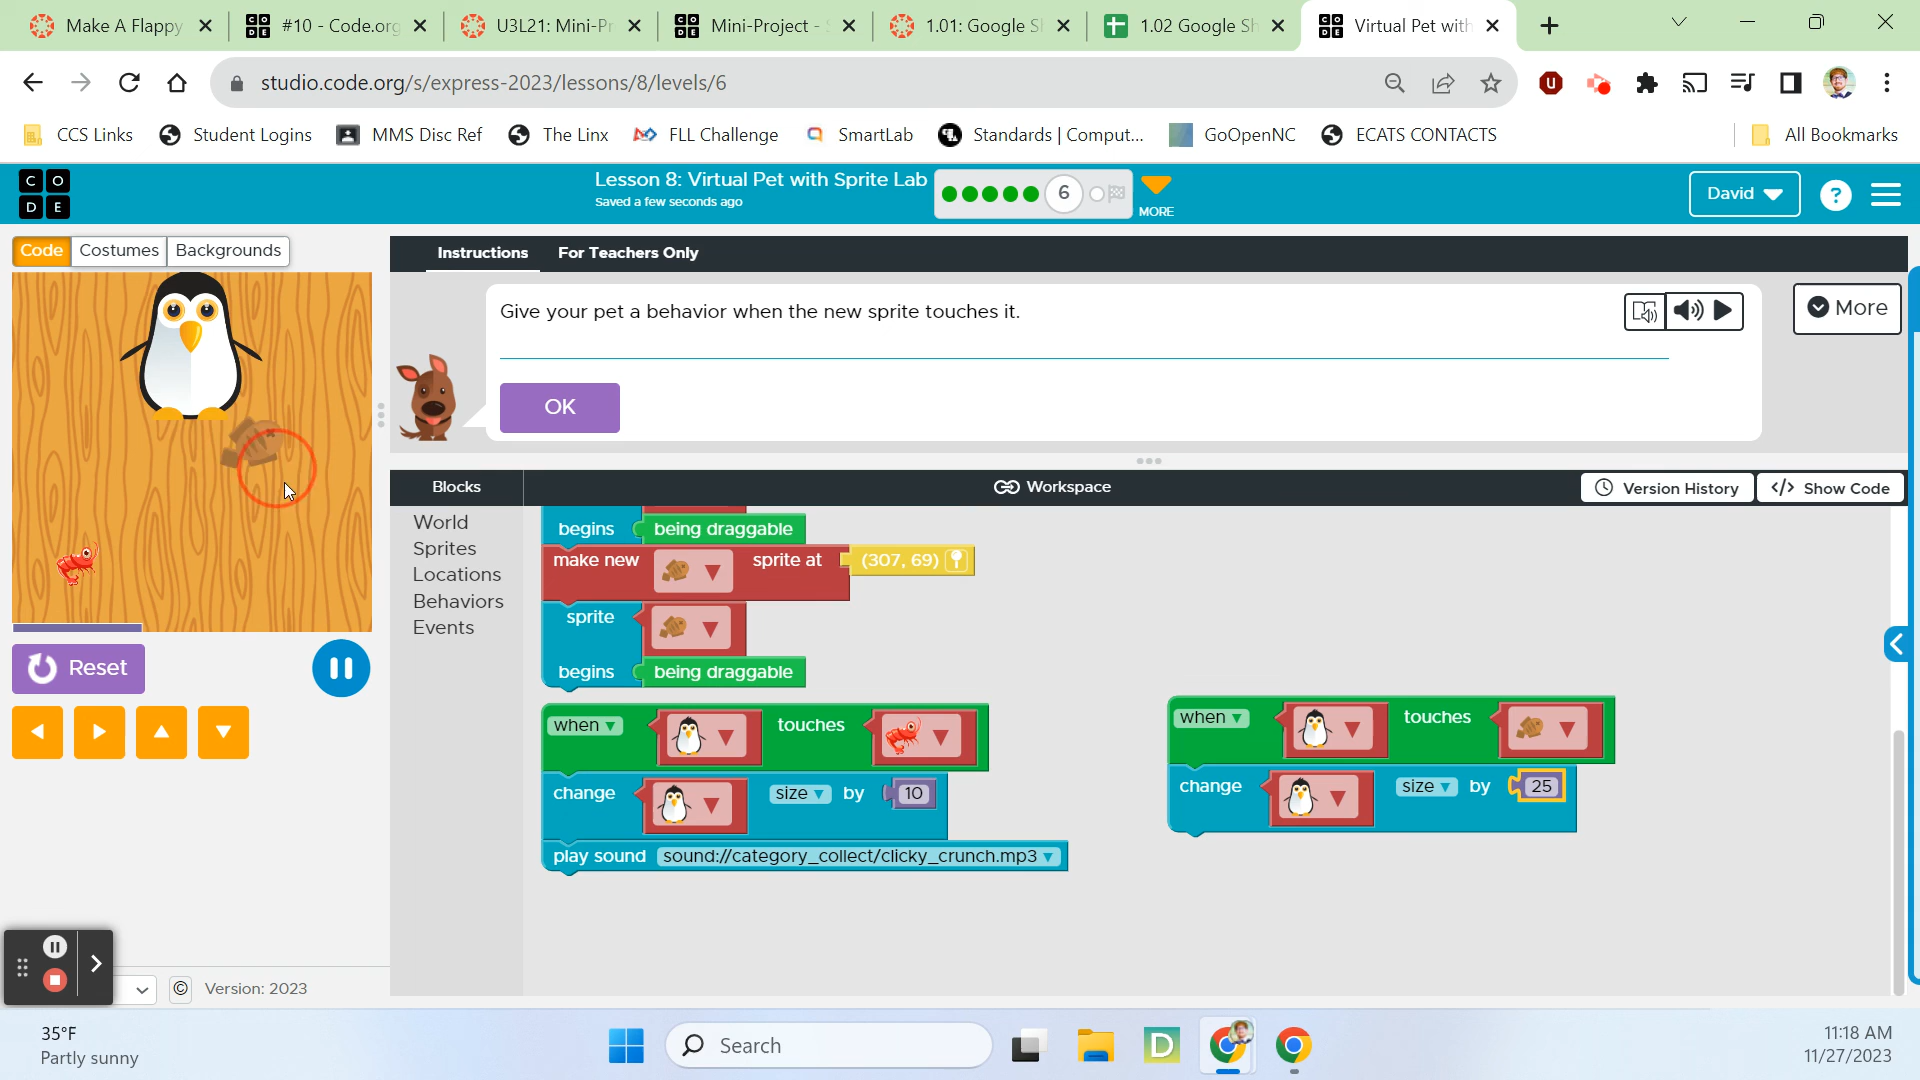 Make A Flappy
#10 - Code.org
U3L21: Mini-Pr
Mini-Project - S
1.01: Google Sl
1.02 Google Sh
Virtual Pet with
studio.code.org/s/express-2023/lessons/8/levels/6
CCS Links
Student Logins
MMS Disc Ref
The Linx
FLL Challenge
SmartLab
Standards | Comput...
GoOpenNC
ECATS CONTACTS
All Bookmarks
C O
D E
Lesson 8: Virtual Pet with Sprite Lab
Saved a few seconds ago
6
MORE
David
?
Code
Costumes
Backgrounds
Instructions
For Teachers Only
Give your pet a behavior when the new sprite touches it.
More
OK
Blocks
Workspace
Version History
</> Show Code
World
Sprites
Locations
Behaviors
Events
begins being draggable
make new sprite at (307, 69)
sprite
begins being draggable
when touches
change size by 10
play sound sound://category_collect/clicky_crunch.mp3
when touches
change size by 25
Reset
© Version: 2023
35°F
Partly sunny
Search
D
11:18 AM
11/27/2023